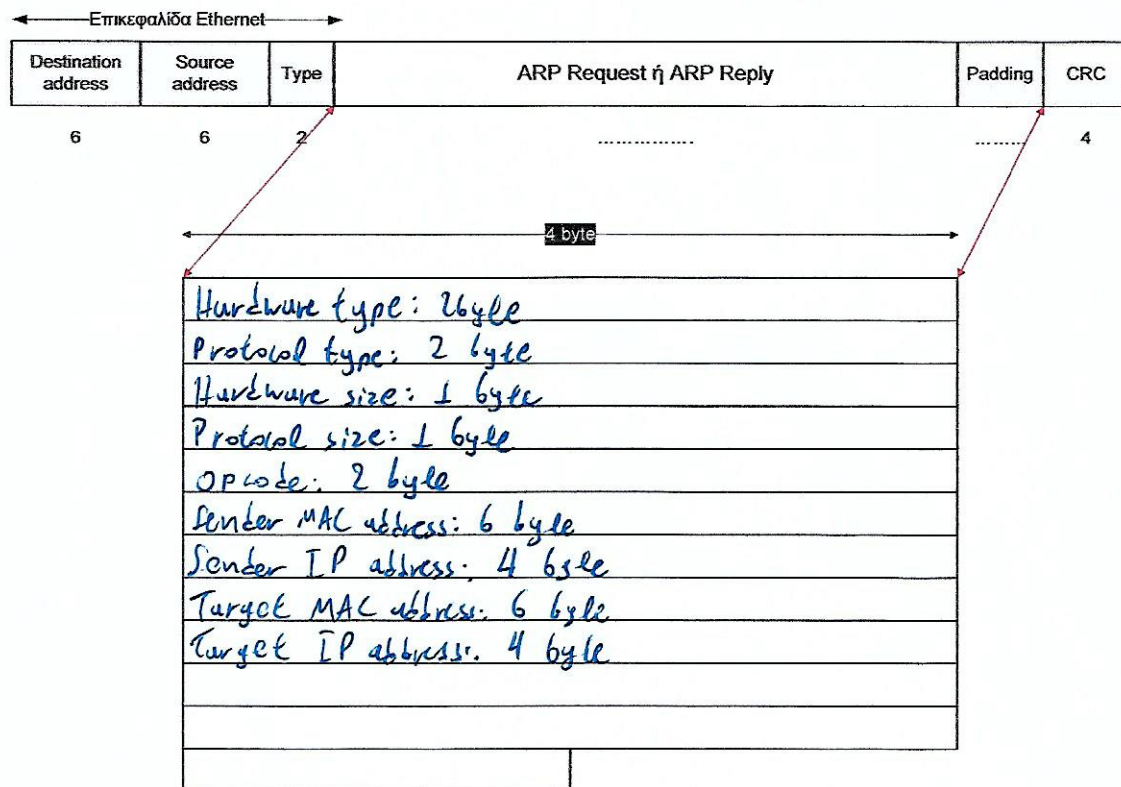 Επικεφαλίδα Ethernet
Destination address
Source address
Type
ARP Request ή ARP Reply
Padding
CRC
6
6
2
................
.........
4
4 byte
Hardware type: 2byte
Protocol type: 2 byte
Hardware size: 1 byte
Protocol size: 1 byte
opcode: 2 byte
Sender MAC address: 6 byte
Sender IP address: 4 byte
Target MAC address: 6 byte
Target IP address: 4 byte